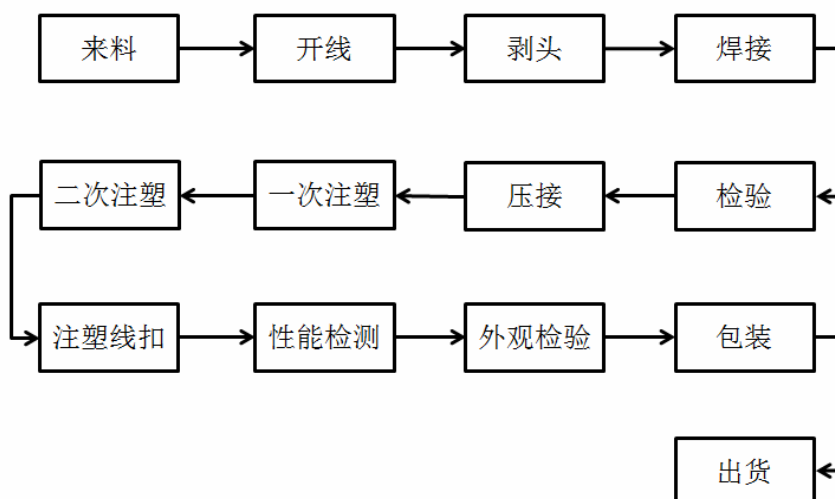 来料
开线
剥头
焊接
检验
压接
一次注塑
二次注塑
注塑线扣
性能检测
外观检验
包装
出货